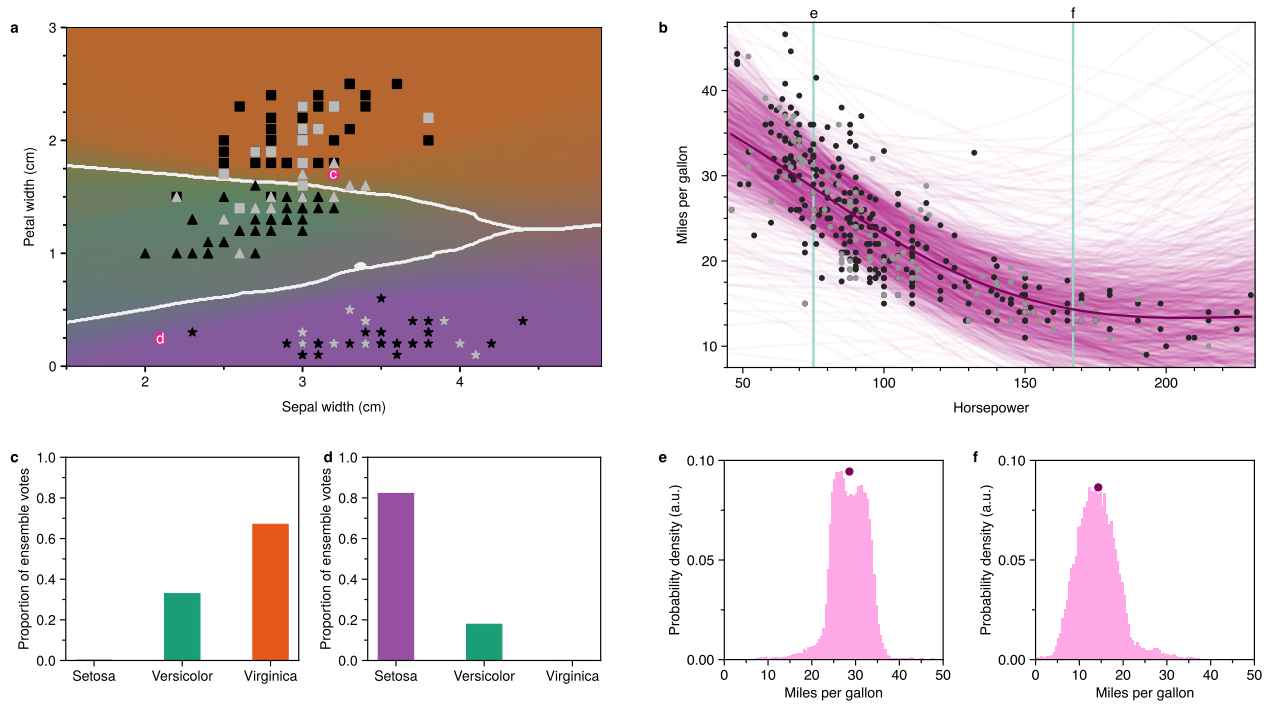 a
3
2
1
0
Petal width (cm)
c
d
2 3 4
Sepal width (cm)
b
e f
40
30
20
10
Miles per gallon
50 100 150 200
Horsepower
c
1.0
0.8
0.6
0.4
0.2
0.0
Proportion of ensemble votes
Setosa Versicolor Virginica
d
1.0
0.8
0.6
0.4
0.2
0.0
Proportion of ensemble votes
Setosa Versicolor Virginica
e
0.10
0.05
0.00
Probability density (a.u.)
0 10 20 30 40 50
Miles per gallon
f
0.10
0.05
0.00
Probability density (a.u.)
0 10 20 30 40 50
Miles per gallon